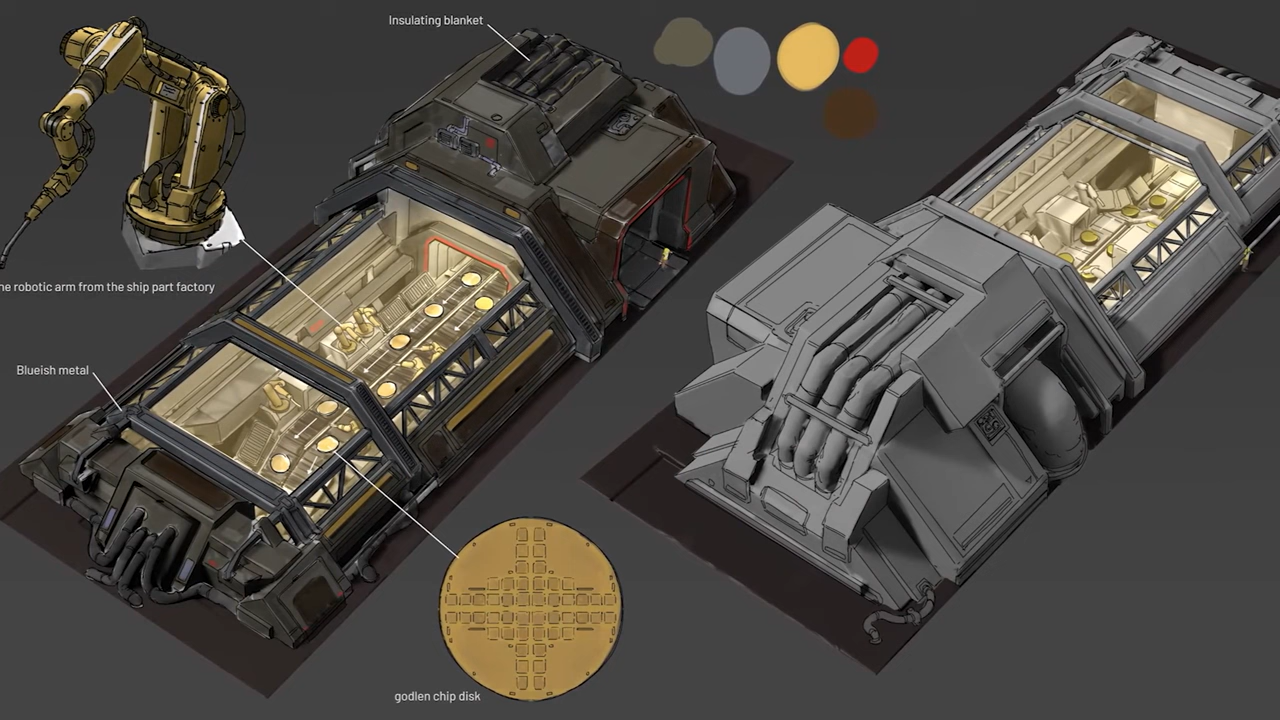 Insulating blanket
he robotic arm from the ship part factory
Blueish metal
godlen chip disk